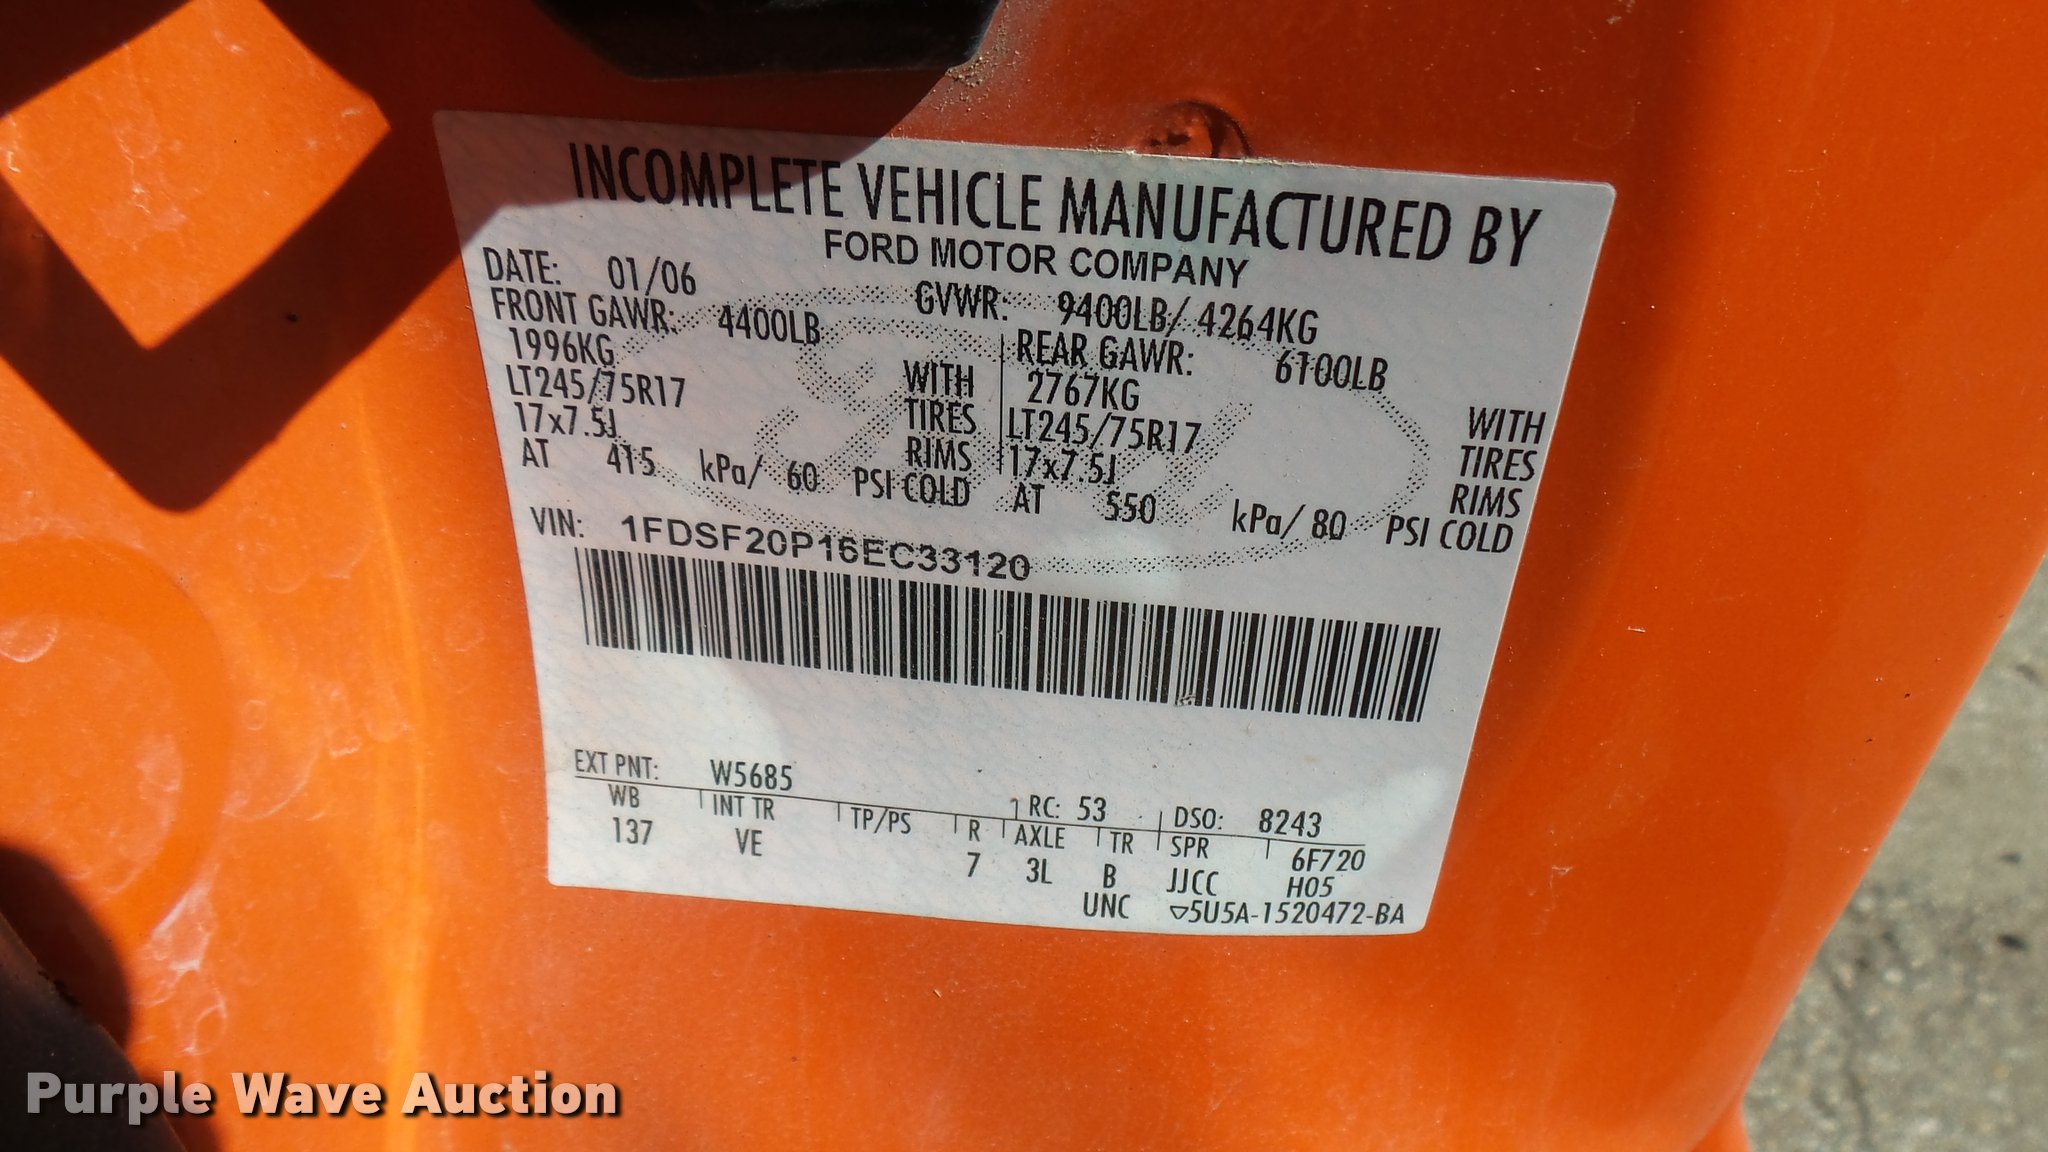 INCOMPLETE VEHICLE MANUFACTURED BY
FORD MOTOR COMPANY
DATE: 01/06 GVWR: 9400LB/ 4264KG
FRONT GAWR: 4400LB REAR GAWR: 6100LB
1996KG WITH 2767KG WITH
LT245/75R17 TIRES LT245/75R17 TIRES
17x7.5J RIMS 17x7.5J RIMS
AT 415 kPa/ 60 PSI COLD AT 550 kPa/ 80 PSI COLD
VIN: 1FDSF20P16EC33120
EXT PNT: W5685 RC: 53 DSO: 8243
WB INT TR TP/PS R AXLE TR SPR 6F720
137 VE 7 3L B JJCC H05
UNC ▽5U5A-1520472-BA
Purple Wave Auction